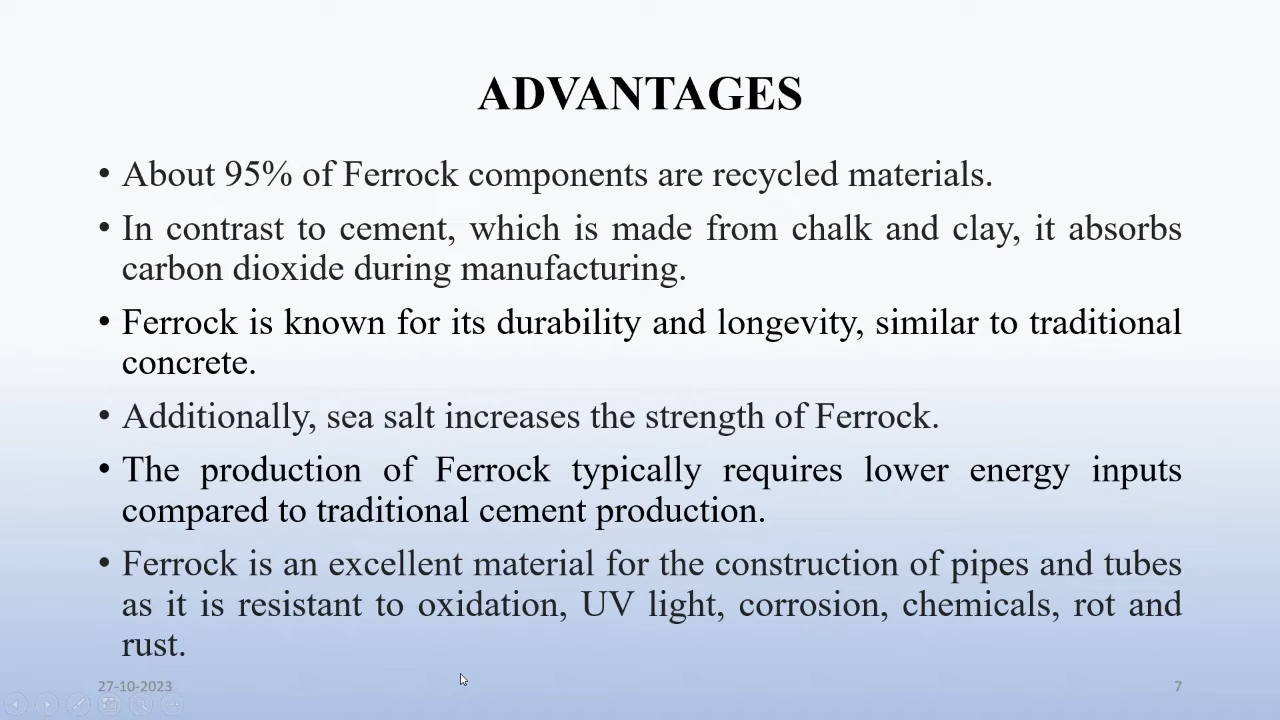 ADVANTAGES
• About 95% of Ferrock components are recycled materials.
• In contrast to cement, which is made from chalk and clay, it absorbs
carbon dioxide during manufacturing.
• Ferrock is known for its durability and longevity, similar to traditional
concrete.
• Additionally, sea salt increases the strength of Ferrock.
• The production of Ferrock typically requires lower energy inputs
compared to traditional cement production.
• Ferrock is an excellent material for the construction of pipes and tubes
as it is resistant to oxidation, UV light, corrosion, chemicals, rot and
rust.
27-10-2023
7